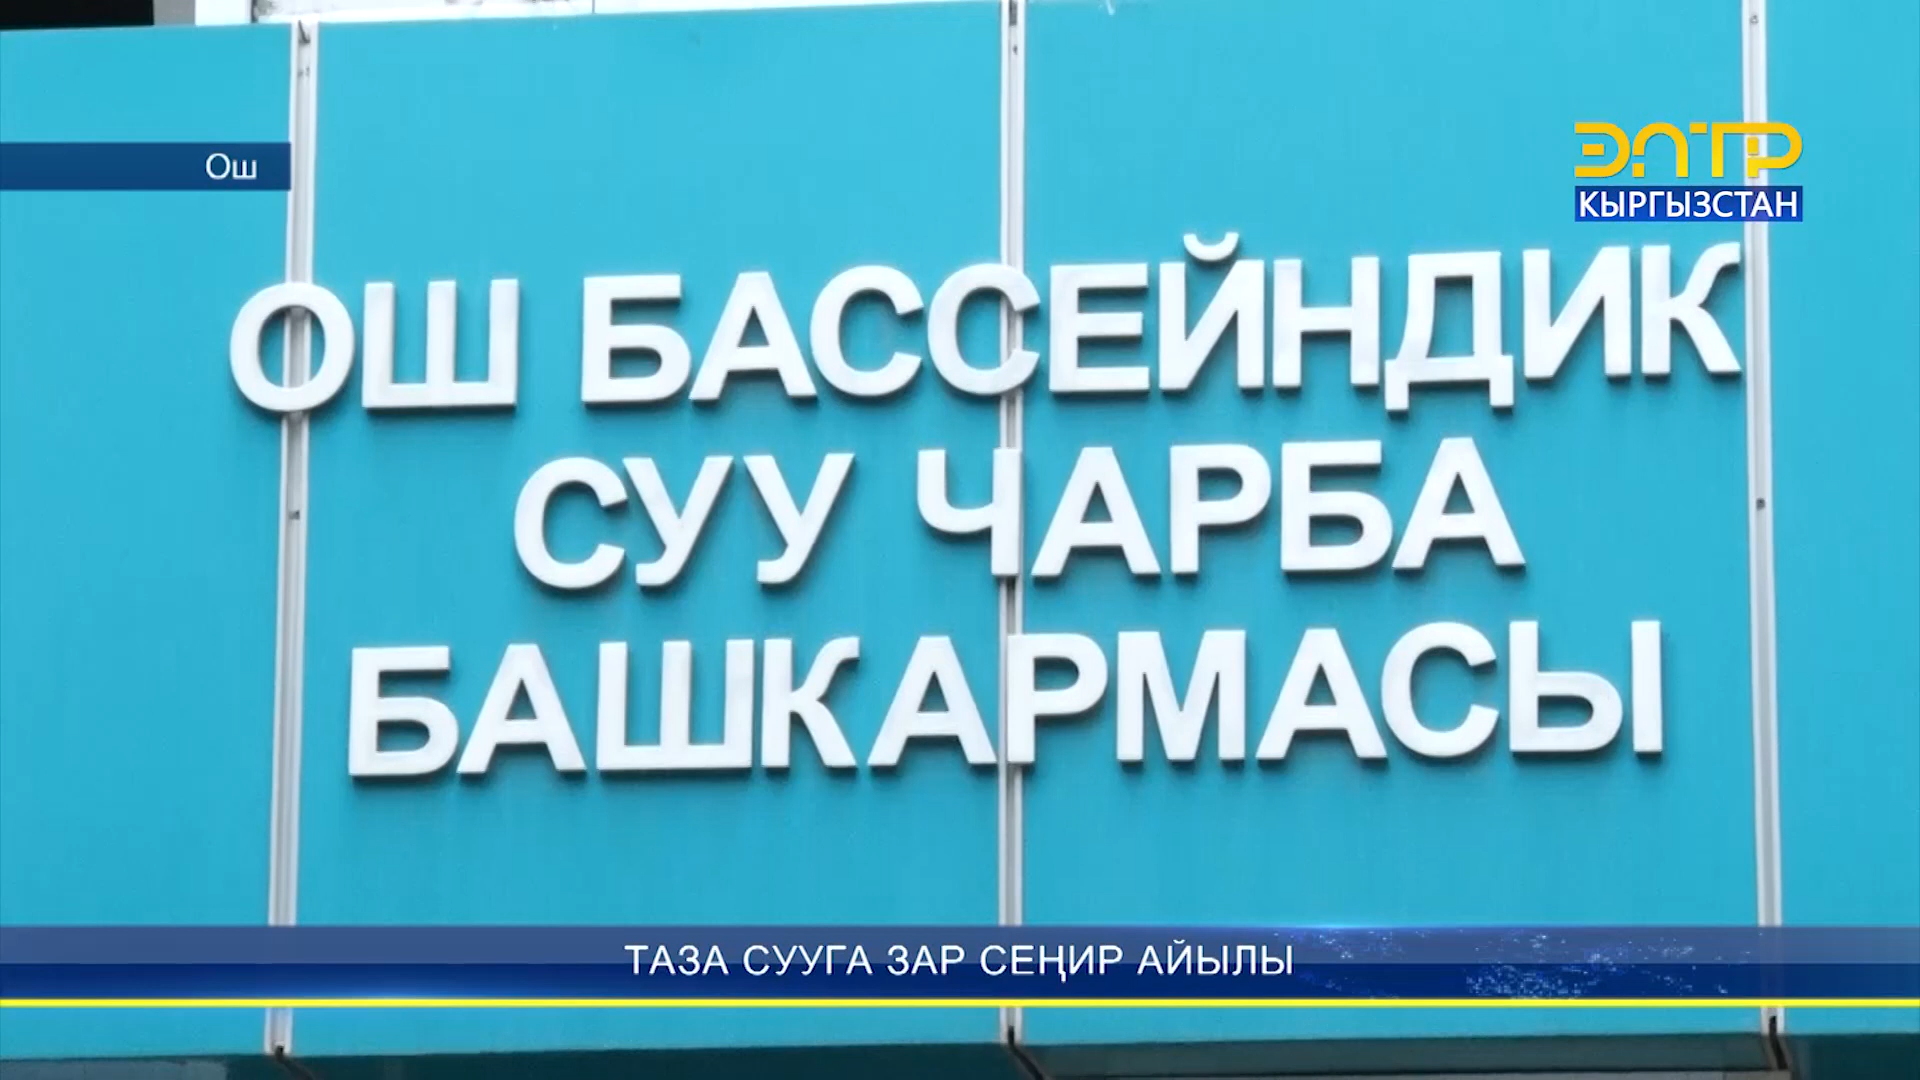 Ош
ЭЛТР
КЫРГЫЗСТАН
ОШ БАССЕЙНДИК
СУУ ЧАРБА
БАШКАРМАСЫ
ТАЗА СУУГА ЗАР СЕҢИР АЙЫЛЫ